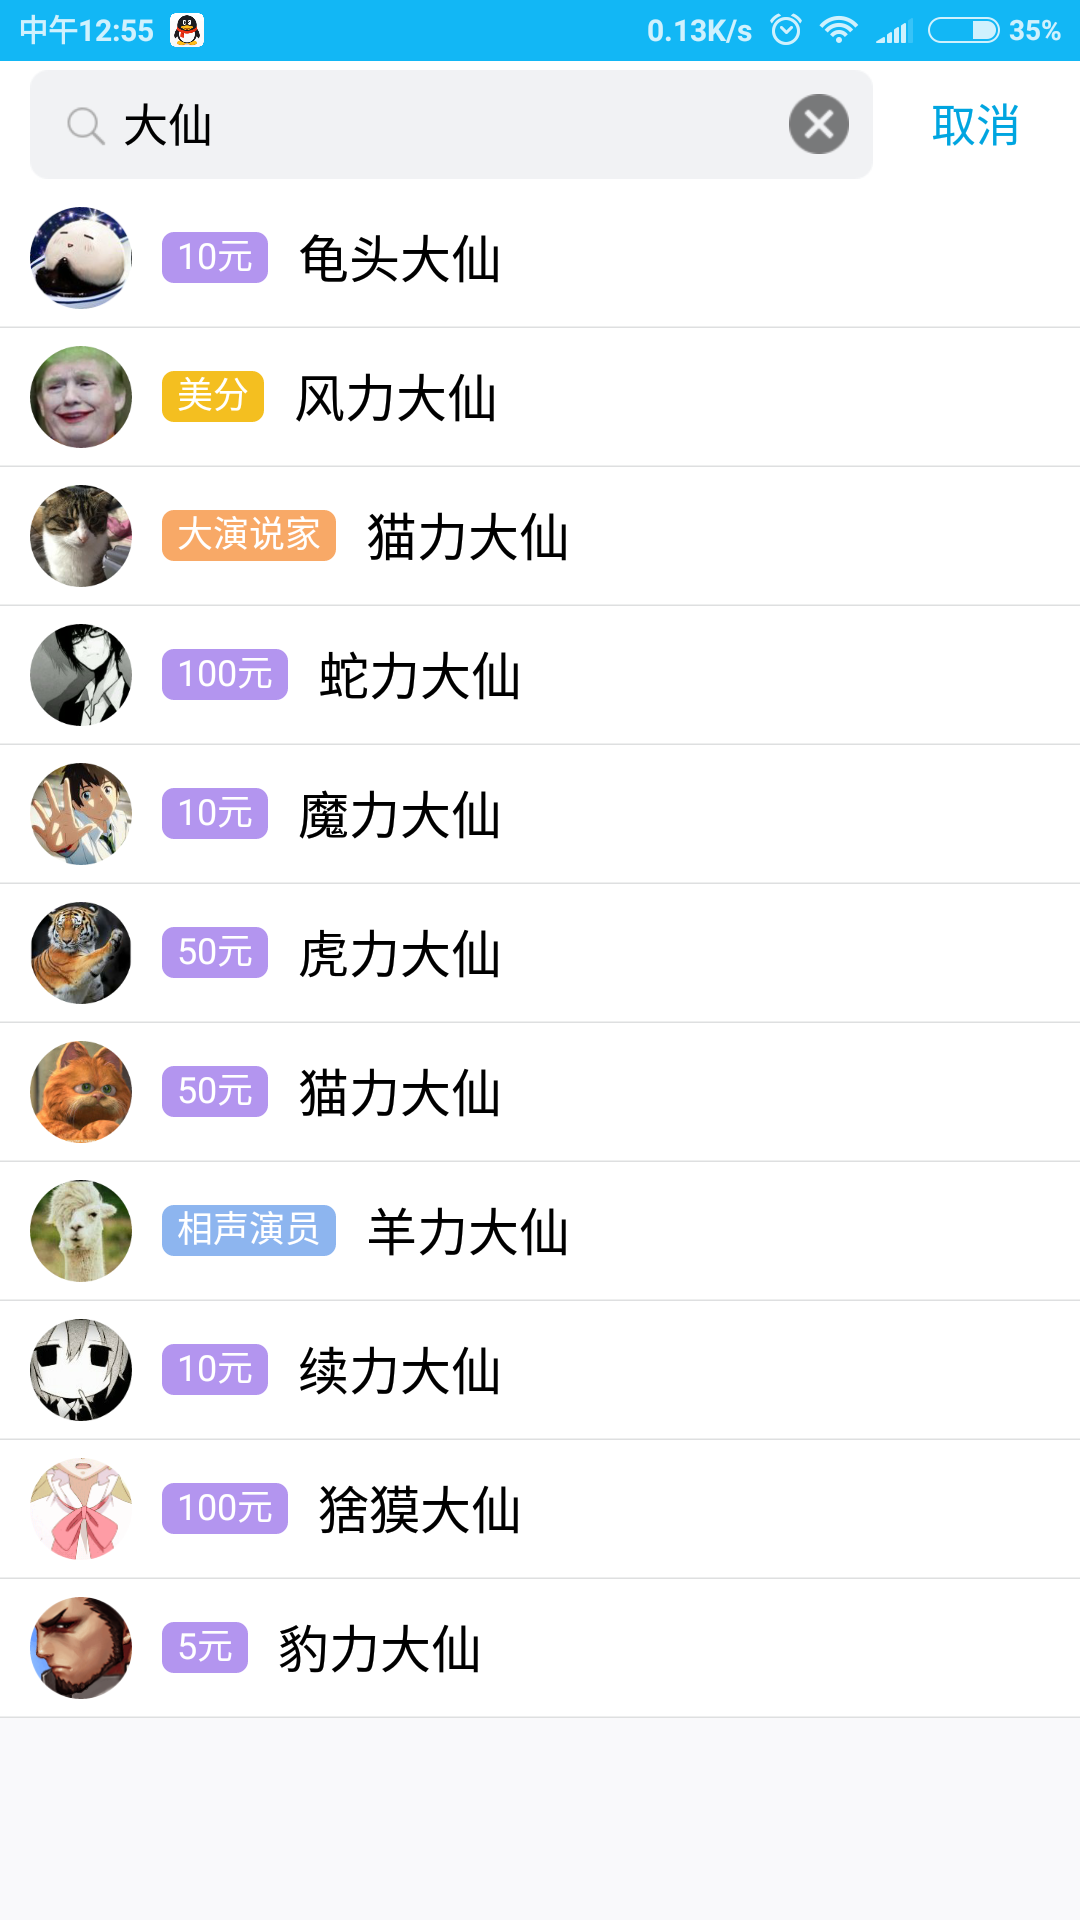 中午12:55 0.13K/s 35%
大仙 取消
10元 龟头大仙
美分 风力大仙
大演说家 猫力大仙
100元 蛇力大仙
10元 魔力大仙
50元 虎力大仙
50元 猫力大仙
相声演员 羊力大仙
10元 续力大仙
100元 猞獏大仙
5元 豹力大仙